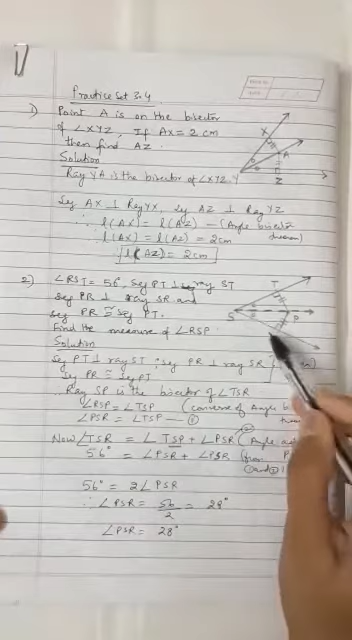 Practice Set 3.4
1) Point A is on the bisector
of ∠XYZ, If AX = 2 cm
then find AZ.
Solution
Ray YA is the bisector of ∠XYZ.
X
A
Y
Z
Seg AX ⊥ Ray YX, Seg AZ ⊥ Ray YZ
∴ l(AX) = l(AZ) — (Angle bisector
theorem)
l(AX) = l(AZ) = 2cm
l(AZ) = 2cm
2) ∠RST = 56°, Seg PT ⊥ ray ST
seg PR ⊥ ray SR and
seg PR ≅ Seg PT.
Find the measure of ∠RSP.
T
S
P
Solution
Seg PT ⊥ ray ST ; seg PR ⊥ ray SR
Seg PR ≅ seg PT
∴ Ray SP is the bisector of ∠TSR
∠RSP = ∠TSP (converse of Angle
∠PSR = ∠TSP — ①
Now ∠TSR = ∠TSP + ∠PSR — ② (Angle
56° = ∠PSR + ∠PSR (from
① and ②)
56° = 2∠PSR
∴ ∠PSR = 56/2 = 28°
∠PSR = 28°